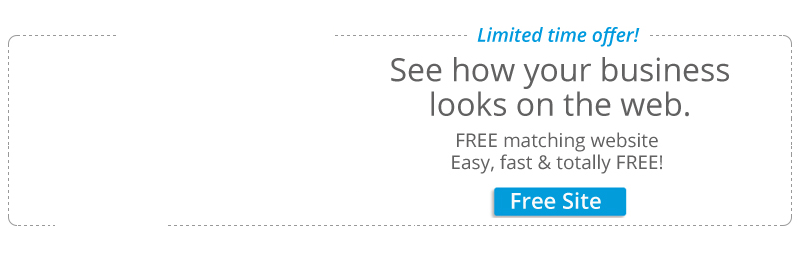 Limited time offer!
See how your business
looks on the web.
FREE matching website
Easy, fast & totally FREE!
Free Site